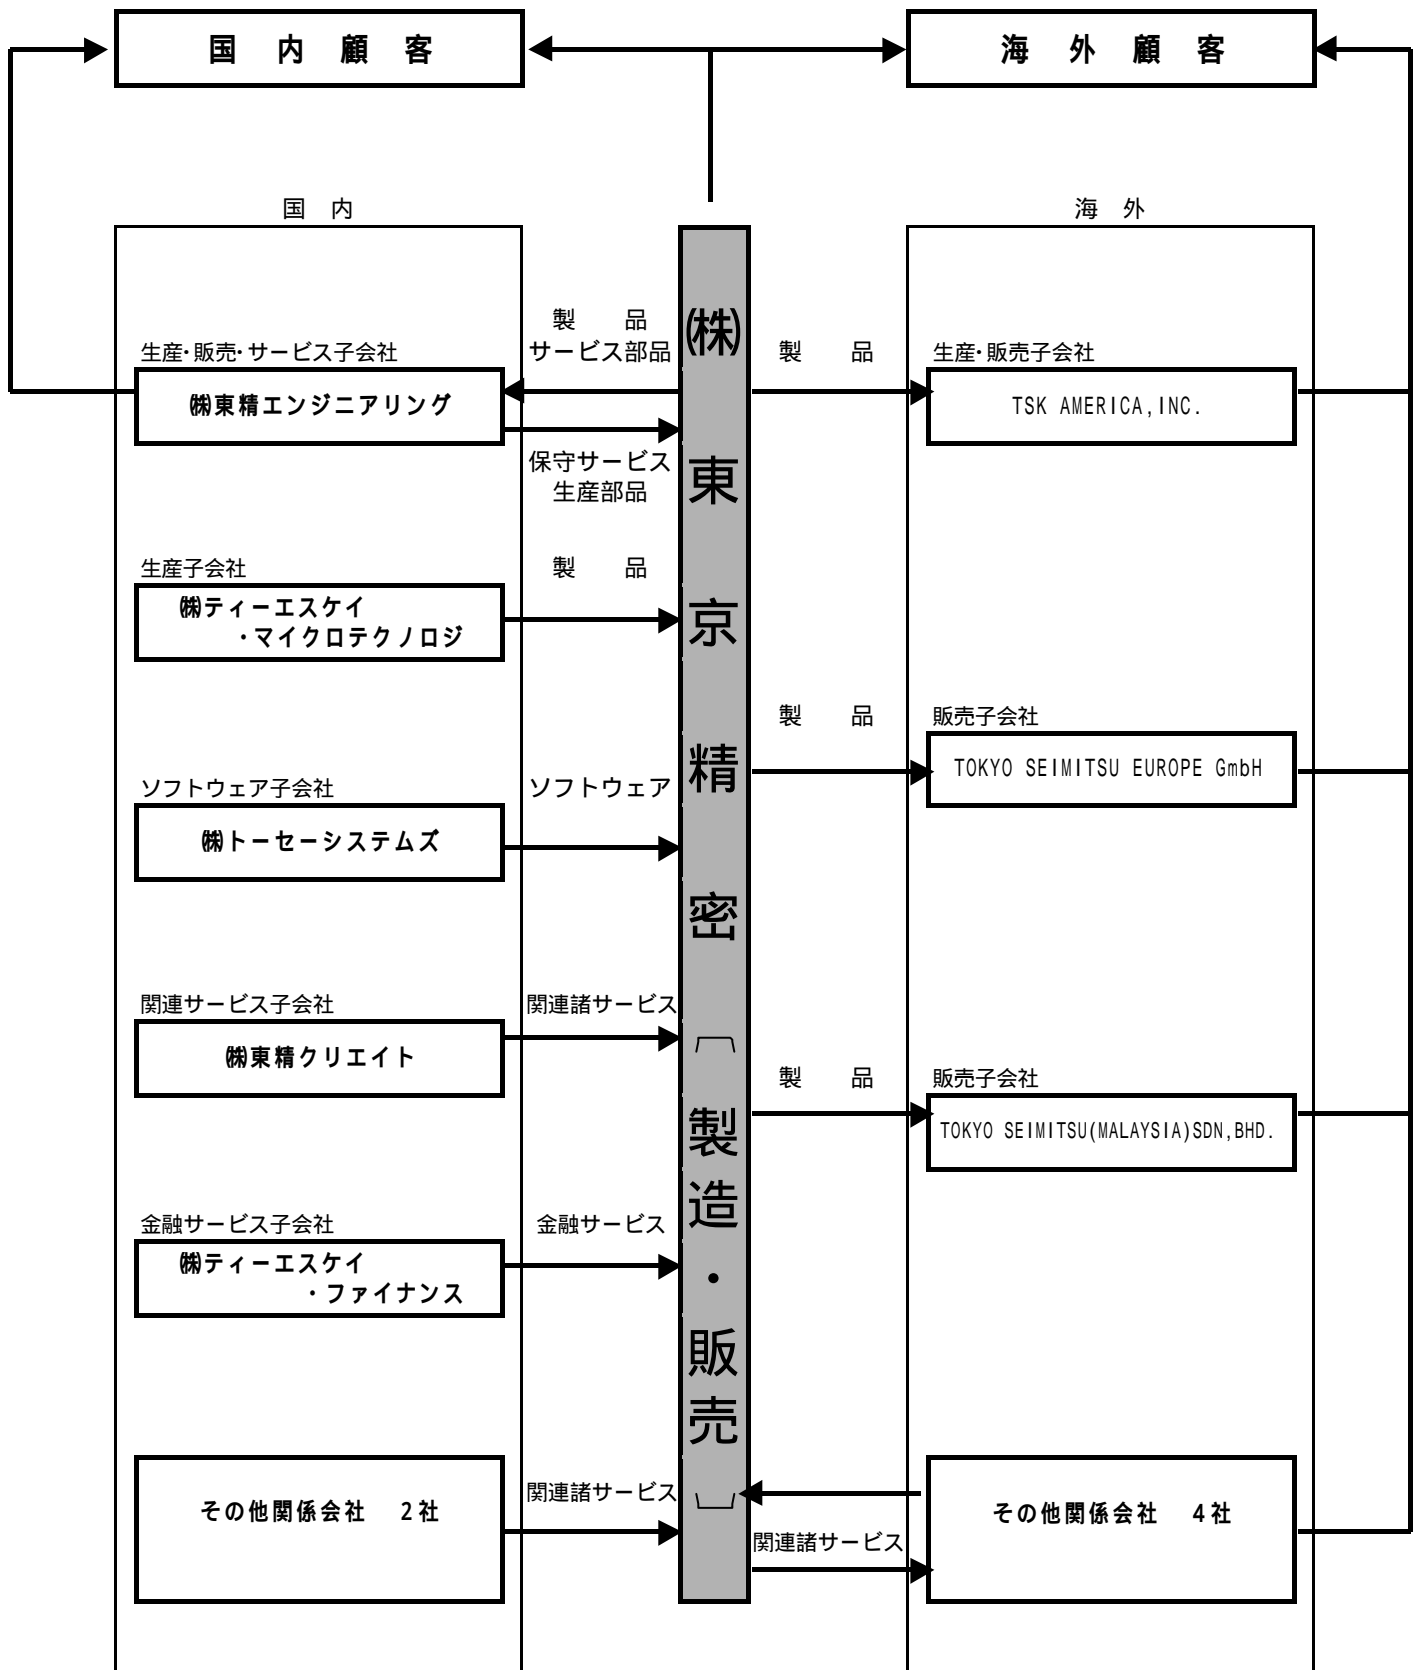 国 内 顧 客
海 外 顧 客
国 内
海 外
製 品
サービス部品
生産・販売・サービス子会社
㈱東精エンジニアリング
保守サービス
生産部品
生産子会社
製 品
㈱ティーエスケイ
・マイクロテクノロジ
ソフトウェア子会社
ソフトウェア
㈱トーセーシステムズ
関連サービス子会社
関連諸サービス
㈱東精クリエイト
金融サービス子会社
金融サービス
㈱ティーエスケイ
・ファイナンス
関連諸サービス
その他関係会社 2社
㈱東京精密〔製造・販売〕
製 品
生産・販売子会社
TSK AMERICA,INC.
製 品
販売子会社
TOKYO SEIMITSU EUROPE GmbH
製 品
販売子会社
TOKYO SEIMITSU(MALAYSIA)SDN,BHD.
その他関係会社 4社
関連諸サービス